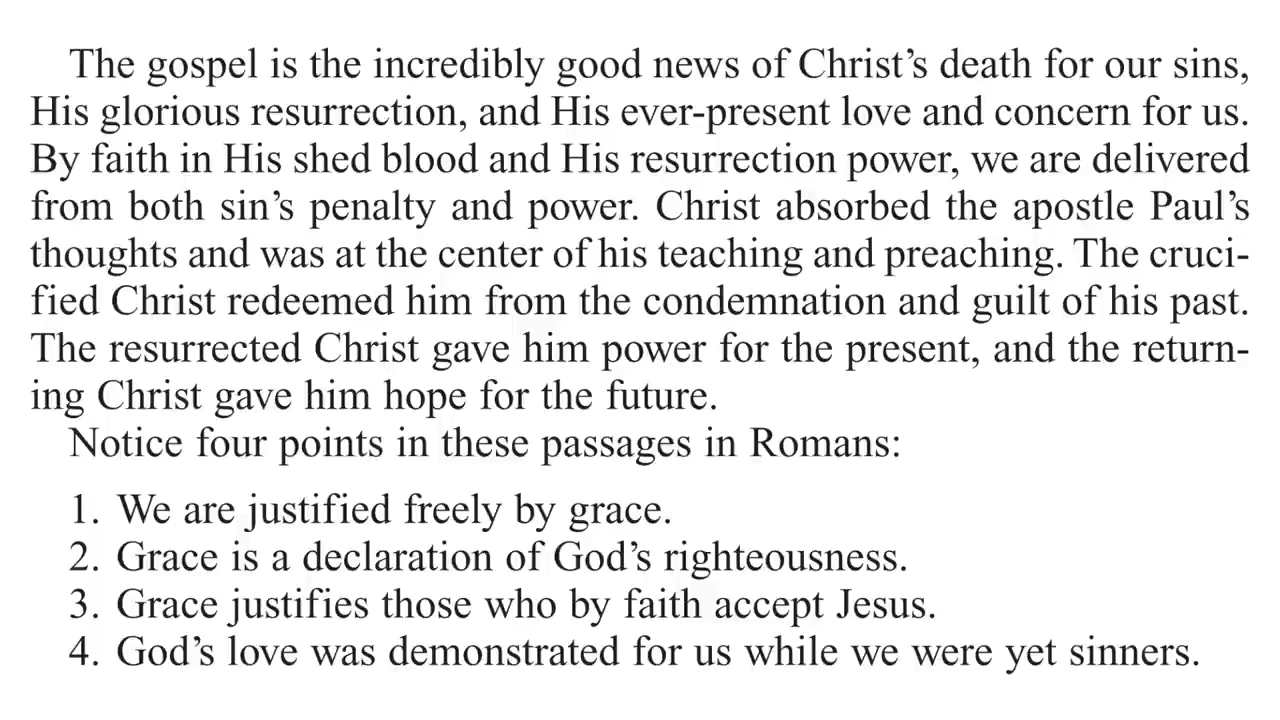 The gospel is the incredibly good news of Christ’s death for our sins,
His glorious resurrection, and His ever-present love and concern for us.
By faith in His shed blood and His resurrection power, we are delivered
from both sin’s penalty and power. Christ absorbed the apostle Paul’s
thoughts and was at the center of his teaching and preaching. The cruci-
fied Christ redeemed him from the condemnation and guilt of his past.
The resurrected Christ gave him power for the present, and the return-
ing Christ gave him hope for the future.
Notice four points in these passages in Romans:
1. We are justified freely by grace.
2. Grace is a declaration of God’s righteousness.
3. Grace justifies those who by faith accept Jesus.
4. God’s love was demonstrated for us while we were yet sinners.